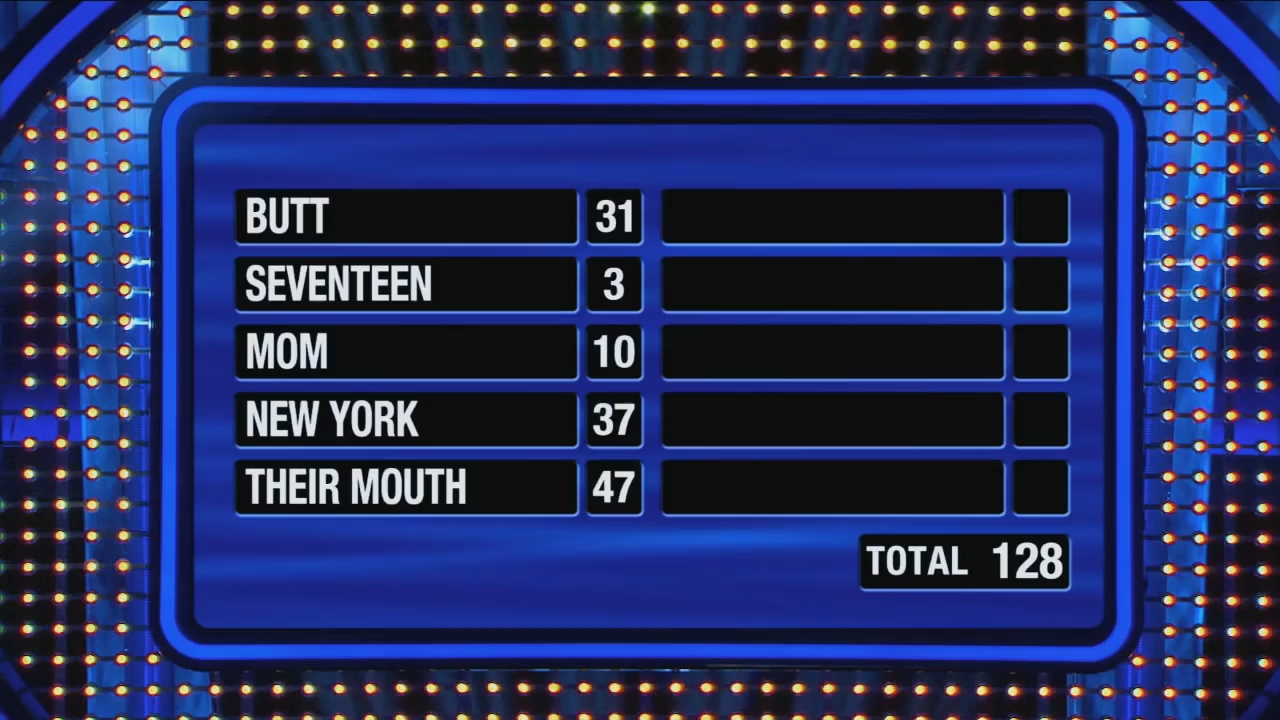 BUTT 31
SEVENTEEN 3
MOM 10
NEW YORK 37
THEIR MOUTH 47
TOTAL 128